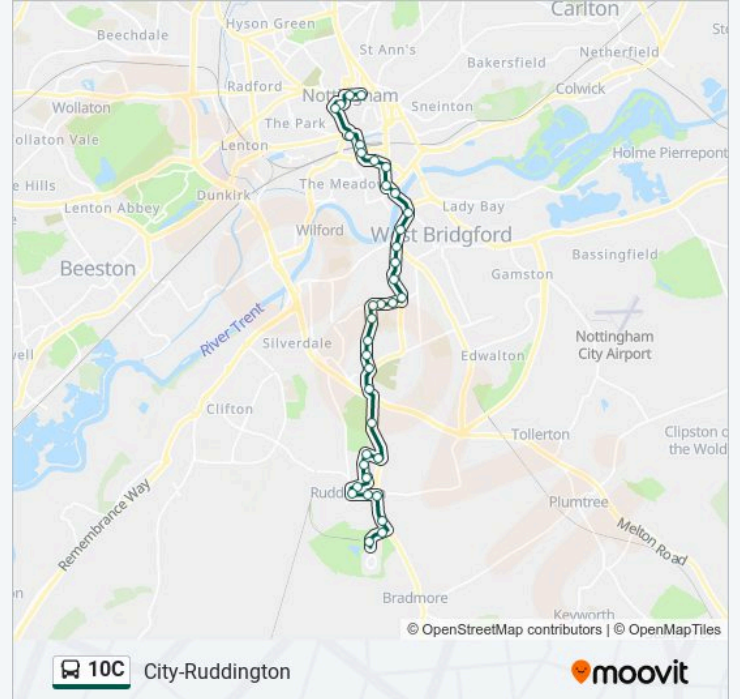 Carlton
Hyson Green
Beechdale
St Ann's
Netherfield
Bakersfield
Radford
Colwick
Nottingham
Wollaton
Sneinton
The Park
ollaton Vale
Lenton
Holme Pierrepont
e Hills
Dunkirk
The Meadow
Lenton Abbey
Lady Bay
Wilford
West Bridgford
Bassingfield
Beeston
Gamston
River Trent
Nottingham
City Airport
Silverdale
Edwalton
Clifton
Tollerton
Clipston o
the Wold
Rudd
Plumtree
Remembrance Way
Melton Road
Bradmore
Keyworth
© OpenStreetMap contributors | © OpenMapTiles
10C City-Ruddington
moovit